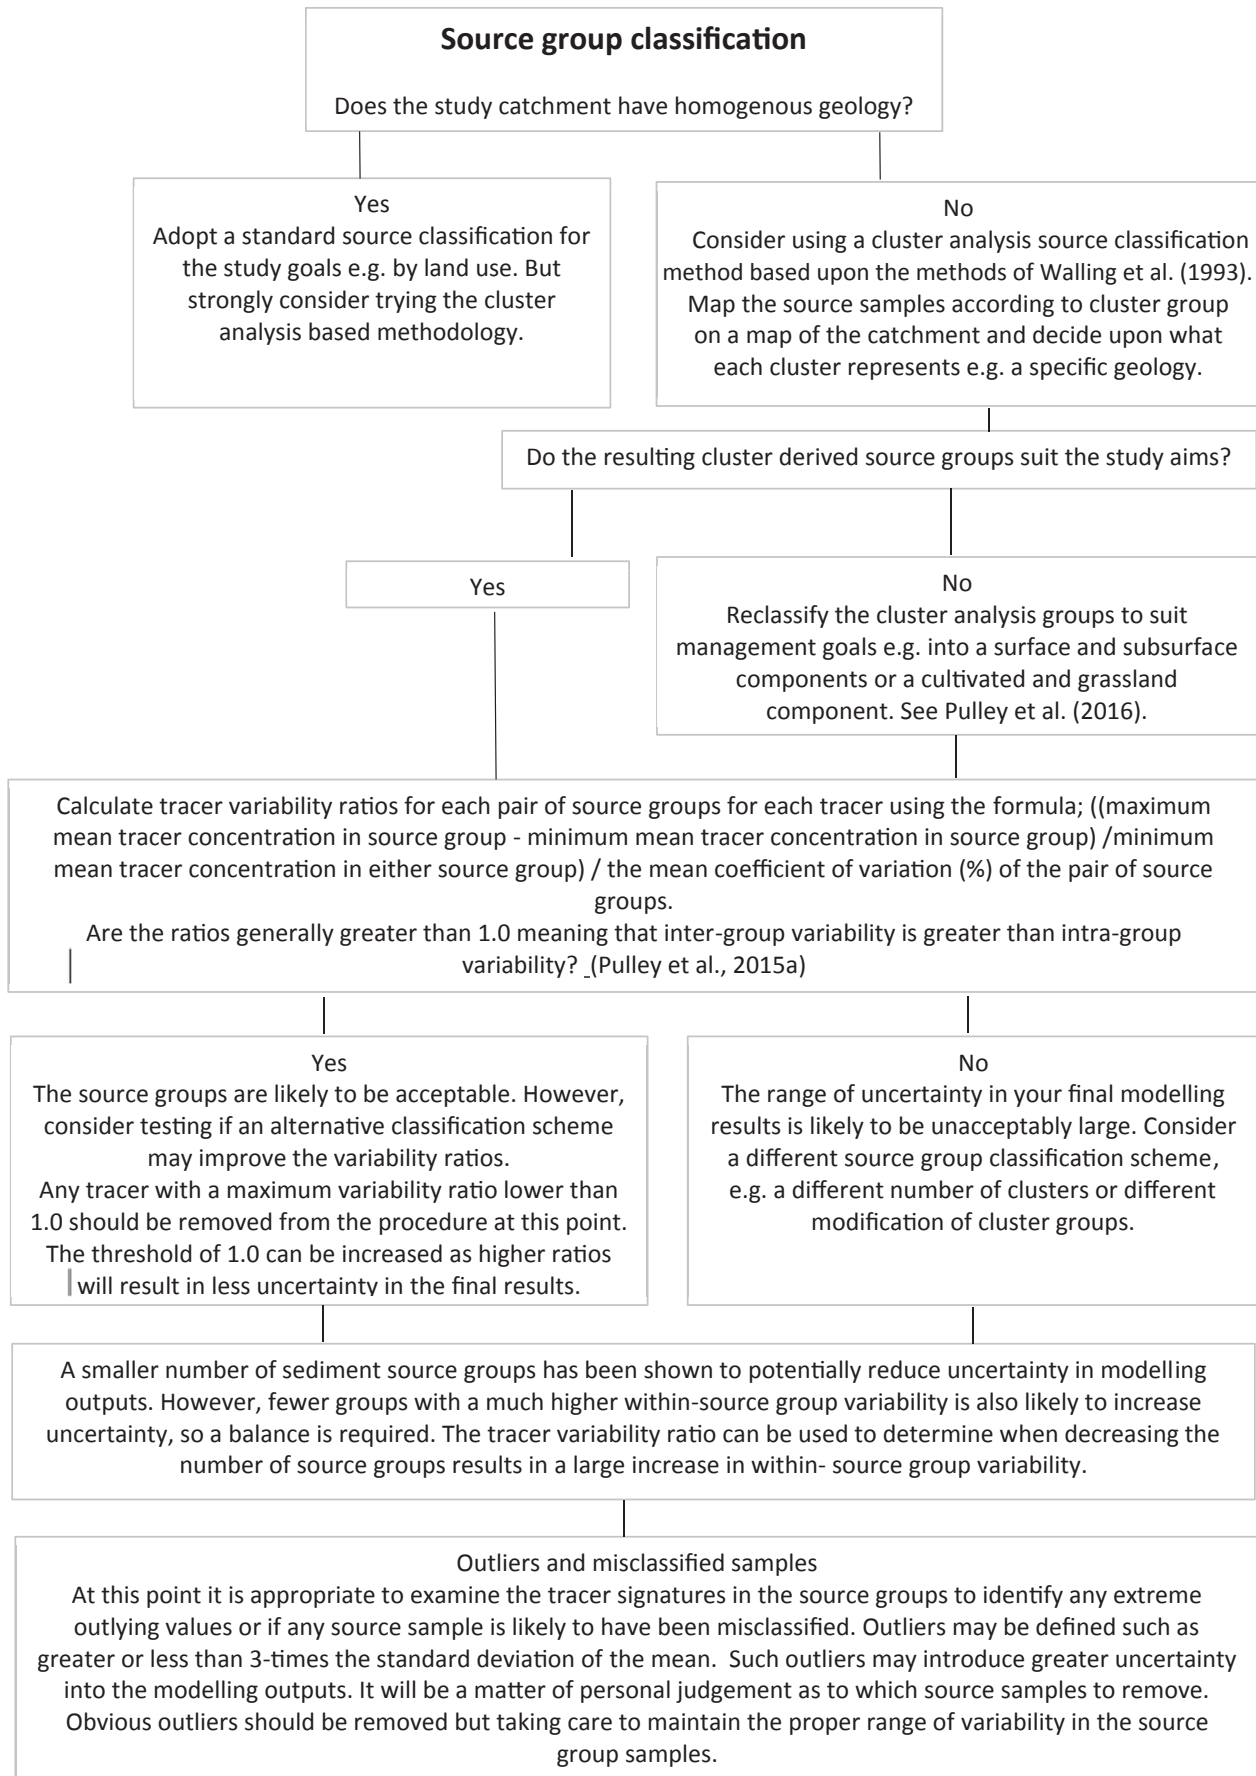 Source group classification
Does the study catchment have homogenous geology?
Yes
Adopt a standard source classification for
the study goals e.g. by land use. But
strongly consider trying the cluster
analysis based methodology.
No
Consider using a cluster analysis source classification
method based upon the methods of Walling et al. (1993).
Map the source samples according to cluster group
on a map of the catchment and decide upon what
each cluster represents e.g. a specific geology.
Do the resulting cluster derived source groups suit the study aims?
Yes
No
Reclassify the cluster analysis groups to suit
management goals e.g. into a surface and subsurface
components or a cultivated and grassland
component. See Pulley et al. (2016).
Calculate tracer variability ratios for each pair of source groups for each tracer using the formula; ((maximum
mean tracer concentration in source group - minimum mean tracer concentration in source group) /minimum
mean tracer concentration in either source group) / the mean coefficient of variation (%) of the pair of source
groups.
Are the ratios generally greater than 1.0 meaning that inter-group variability is greater than intra-group
variability? (Pulley et al., 2015a)
Yes
The source groups are likely to be acceptable. However,
consider testing if an alternative classification scheme
may improve the variability ratios.
Any tracer with a maximum variability ratio lower than
1.0 should be removed from the procedure at this point.
The threshold of 1.0 can be increased as higher ratios
will result in less uncertainty in the final results.
No
The range of uncertainty in your final modelling
results is likely to be unacceptably large. Consider
a different source group classification scheme,
e.g. a different number of clusters or different
modification of cluster groups.
A smaller number of sediment source groups has been shown to potentially reduce uncertainty in modelling
outputs. However, fewer groups with a much higher within-source group variability is also likely to increase
uncertainty, so a balance is required. The tracer variability ratio can be used to determine when decreasing the
number of source groups results in a large increase in within- source group variability.
Outliers and misclassified samples
At this point it is appropriate to examine the tracer signatures in the source groups to identify any extreme
outlying values or if any source sample is likely to have been misclassified. Outliers may be defined such as
greater or less than 3-times the standard deviation of the mean.  Such outliers may introduce greater uncertainty
into the modelling outputs. It will be a matter of personal judgement as to which source samples to remove.
Obvious outliers should be removed but taking care to maintain the proper range of variability in the source
group samples.